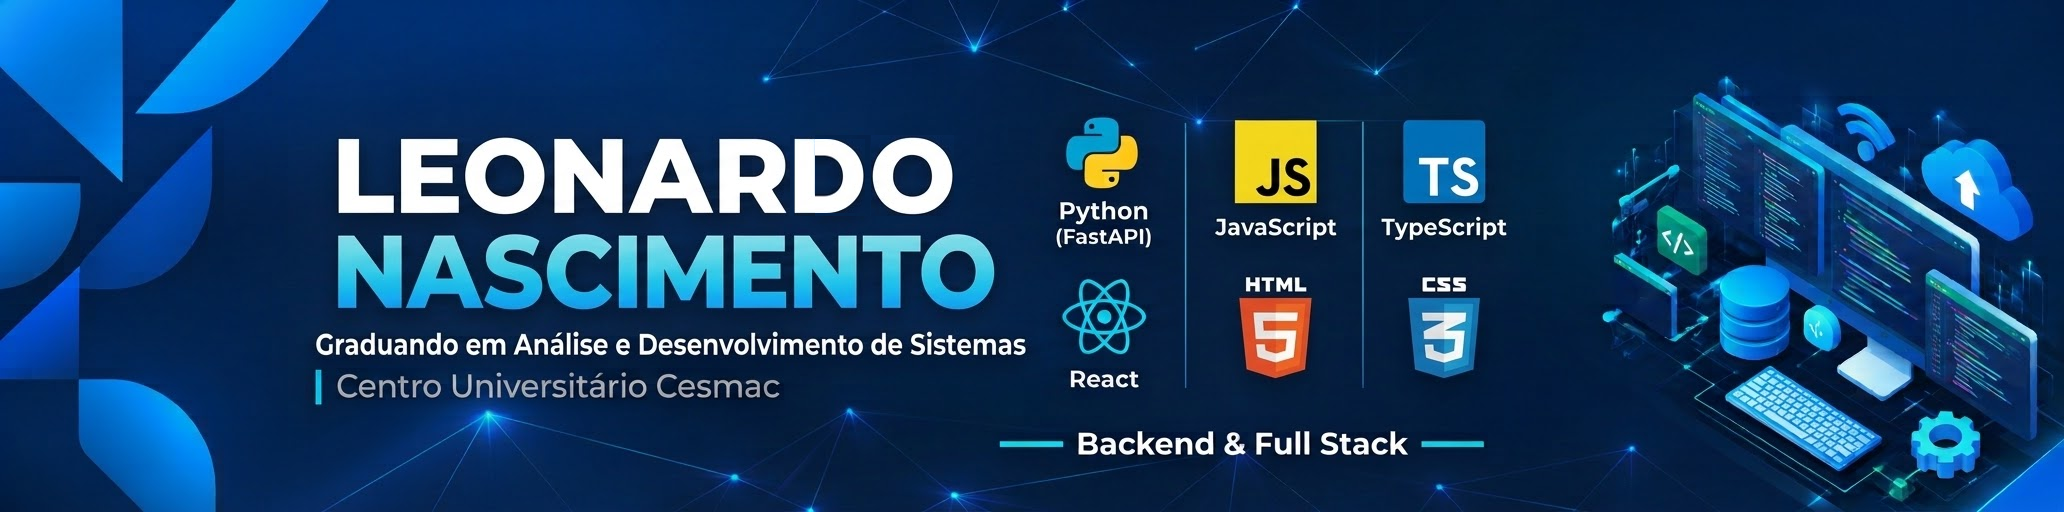 LEONARDO
NASCIMENTO
Graduando em Análise e Desenvolvimento de Sistemas
Centro Universitário Cesmac
Python
(FastAPI)
JS
JavaScript
TS
TypeScript
React
HTML
5
CSS
3
Backend & Full Stack